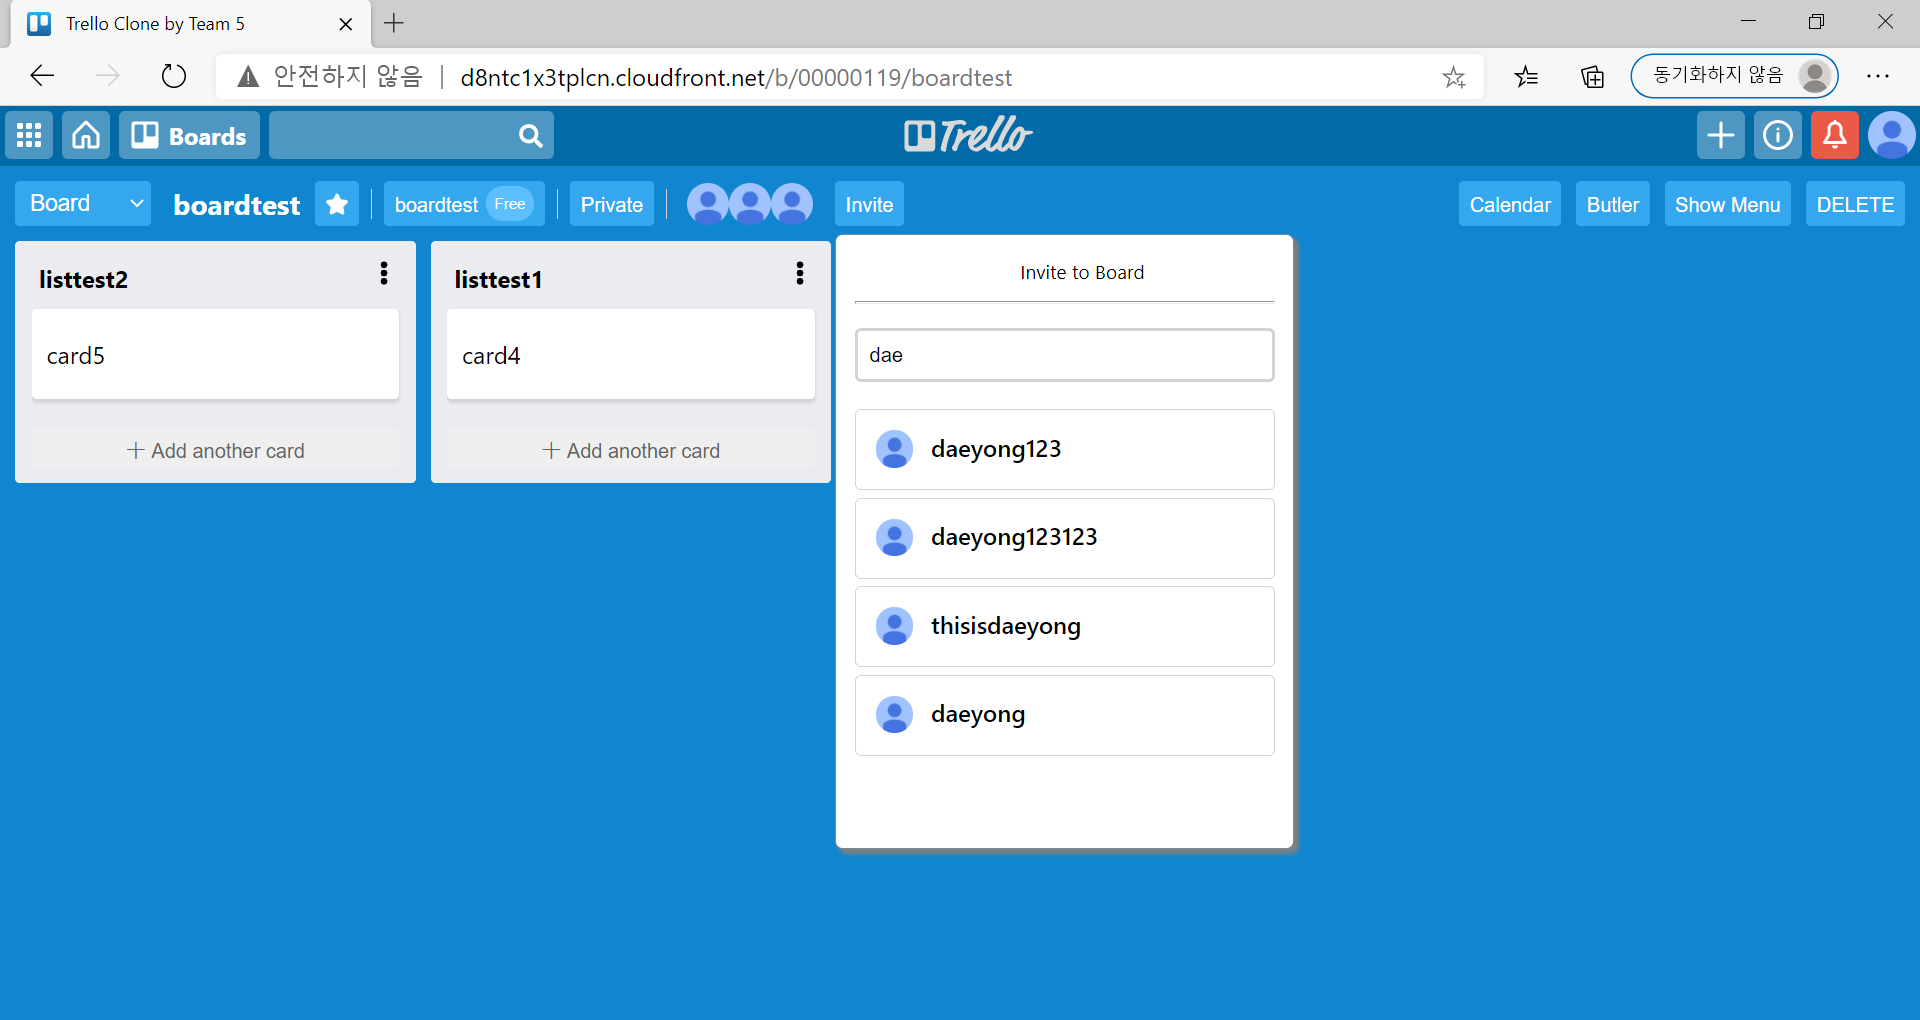 Trello Clone by Team 5
안전하지 않음 | d8ntc1x3tplcn.cloudfront.net/b/00000119/boardtest
동기화하지 않음
Boards
Trello
Board
boardtest
boardtest Free
Private
Invite
Calendar
Butler
Show Menu
DELETE
listtest2
card5
+ Add another card
listtest1
card4
+ Add another card
Invite to Board
dae
daeyong123
daeyong123123
thisisdaeyong
daeyong